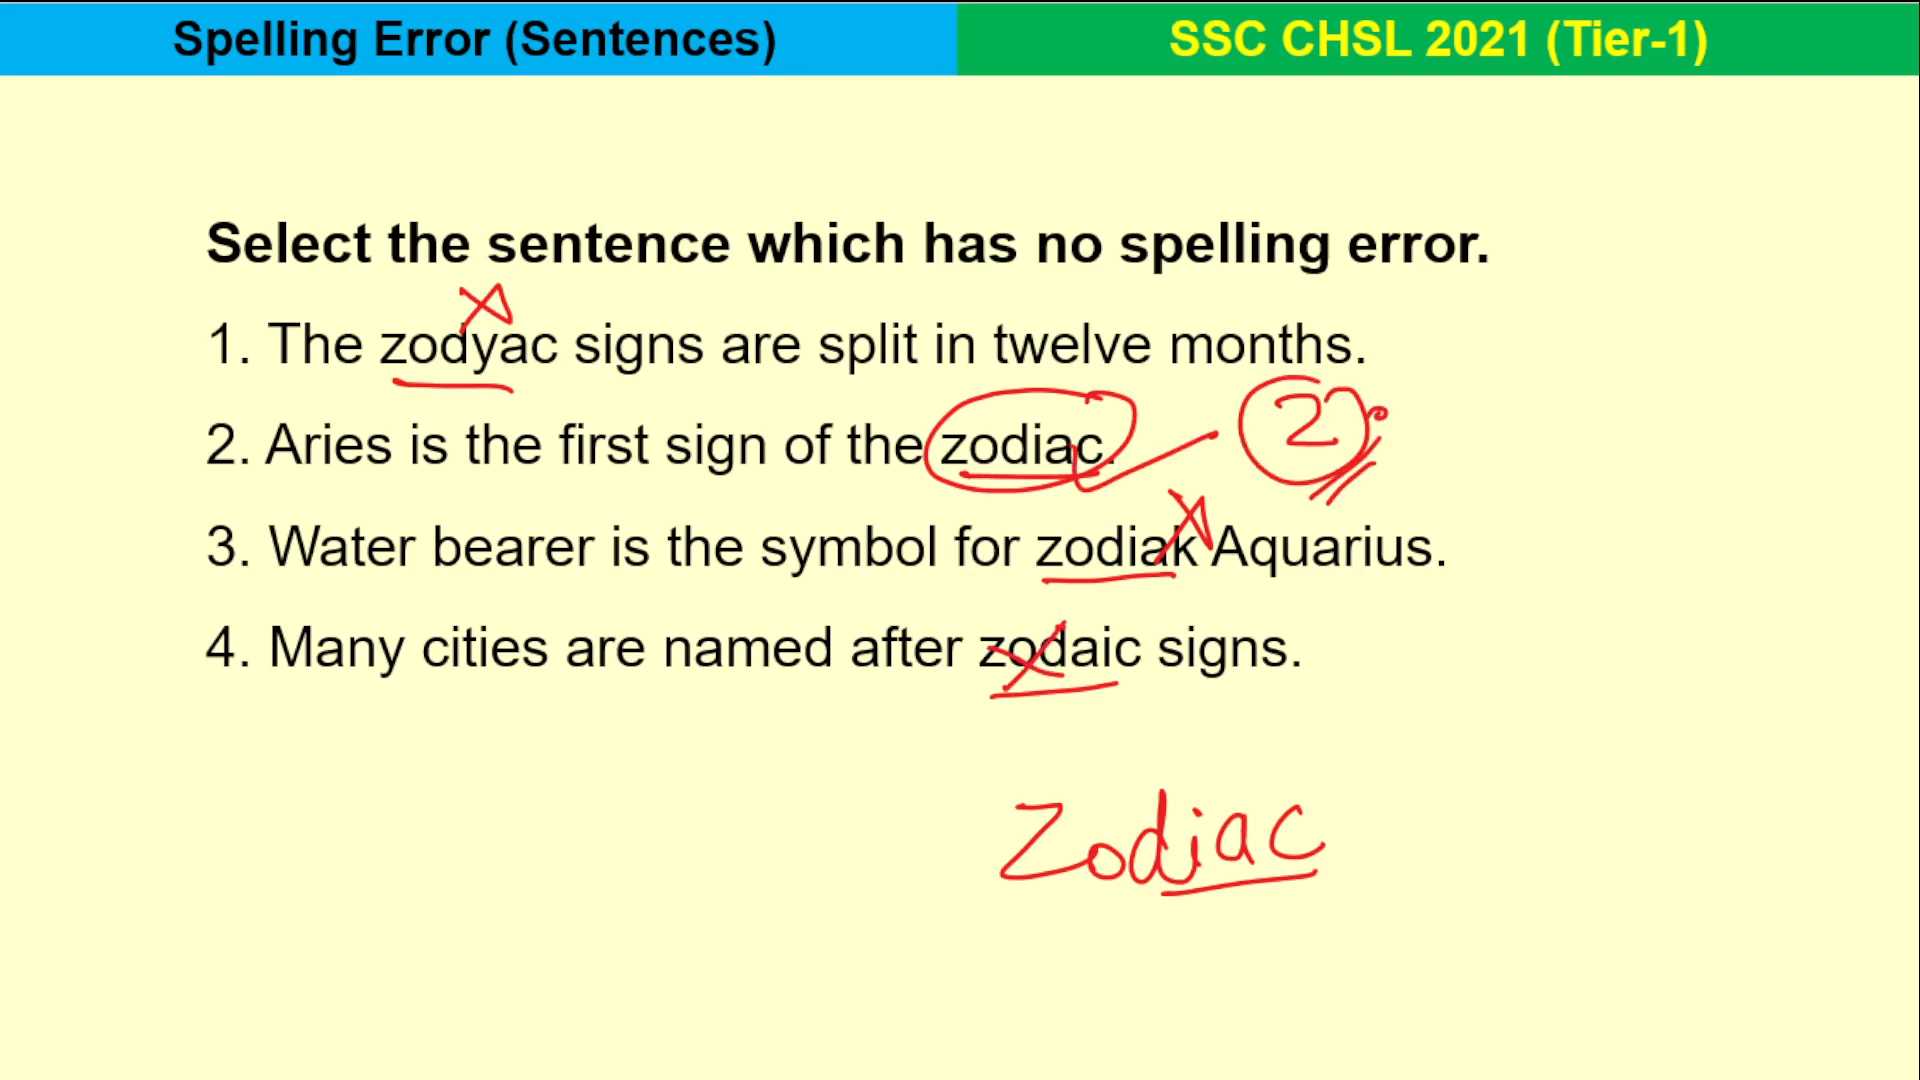 Spelling Error (Sentences)
SSC CHSL 2021 (Tier-1)
Select the sentence which has no spelling error.
1. The zodyac signs are split in twelve months.
2. Aries is the first sign of the zodiac.
2
3. Water bearer is the symbol for zodiak Aquarius.
4. Many cities are named after zodaic signs.
Zodiac